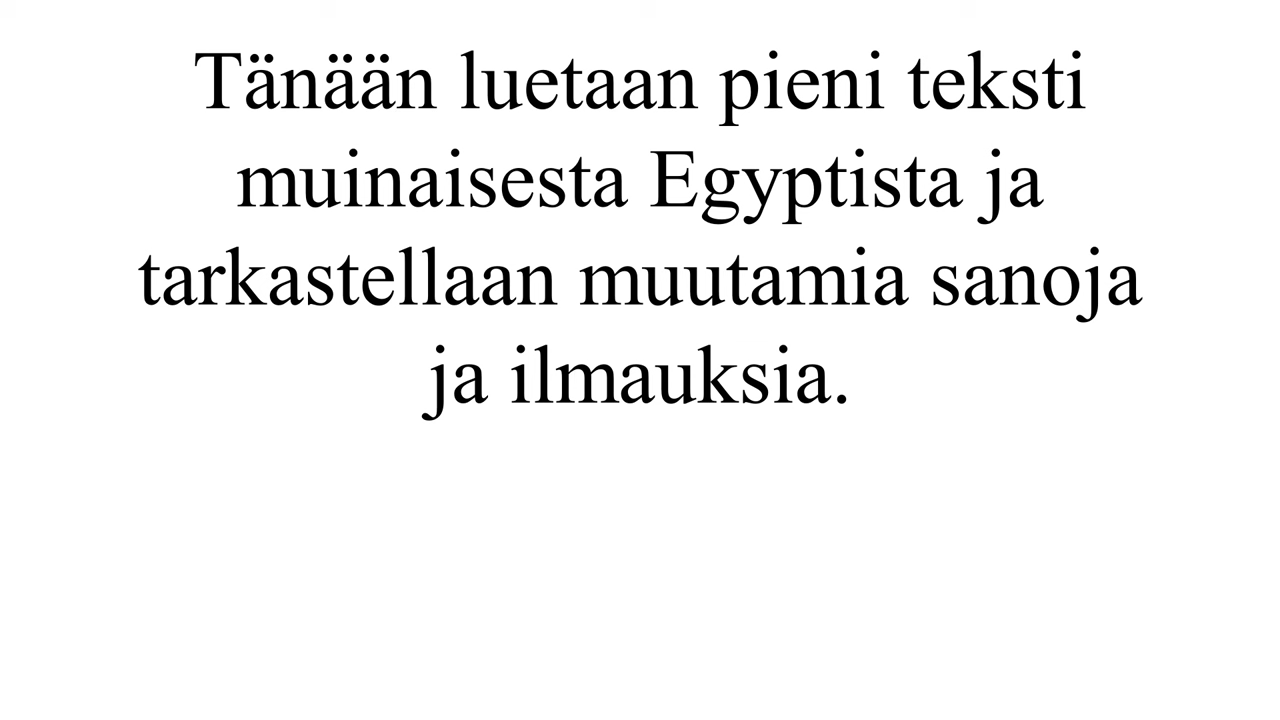 Tänään luetaan pieni teksti
muinaisesta Egyptista ja
tarkastellaan muutamia sanoja
ja ilmauksia.